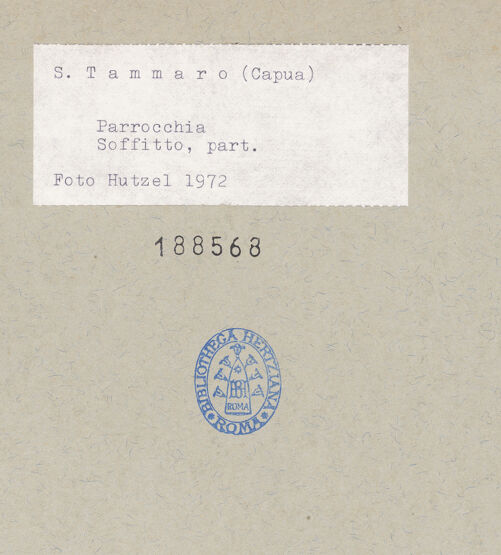 S. T a m m a r o (Capua)
Parrocchia
Soffitto, part.
Foto Hutzel 1972
188568
BIBLIOTHECA HERTZIANA
ROMA
ROMA